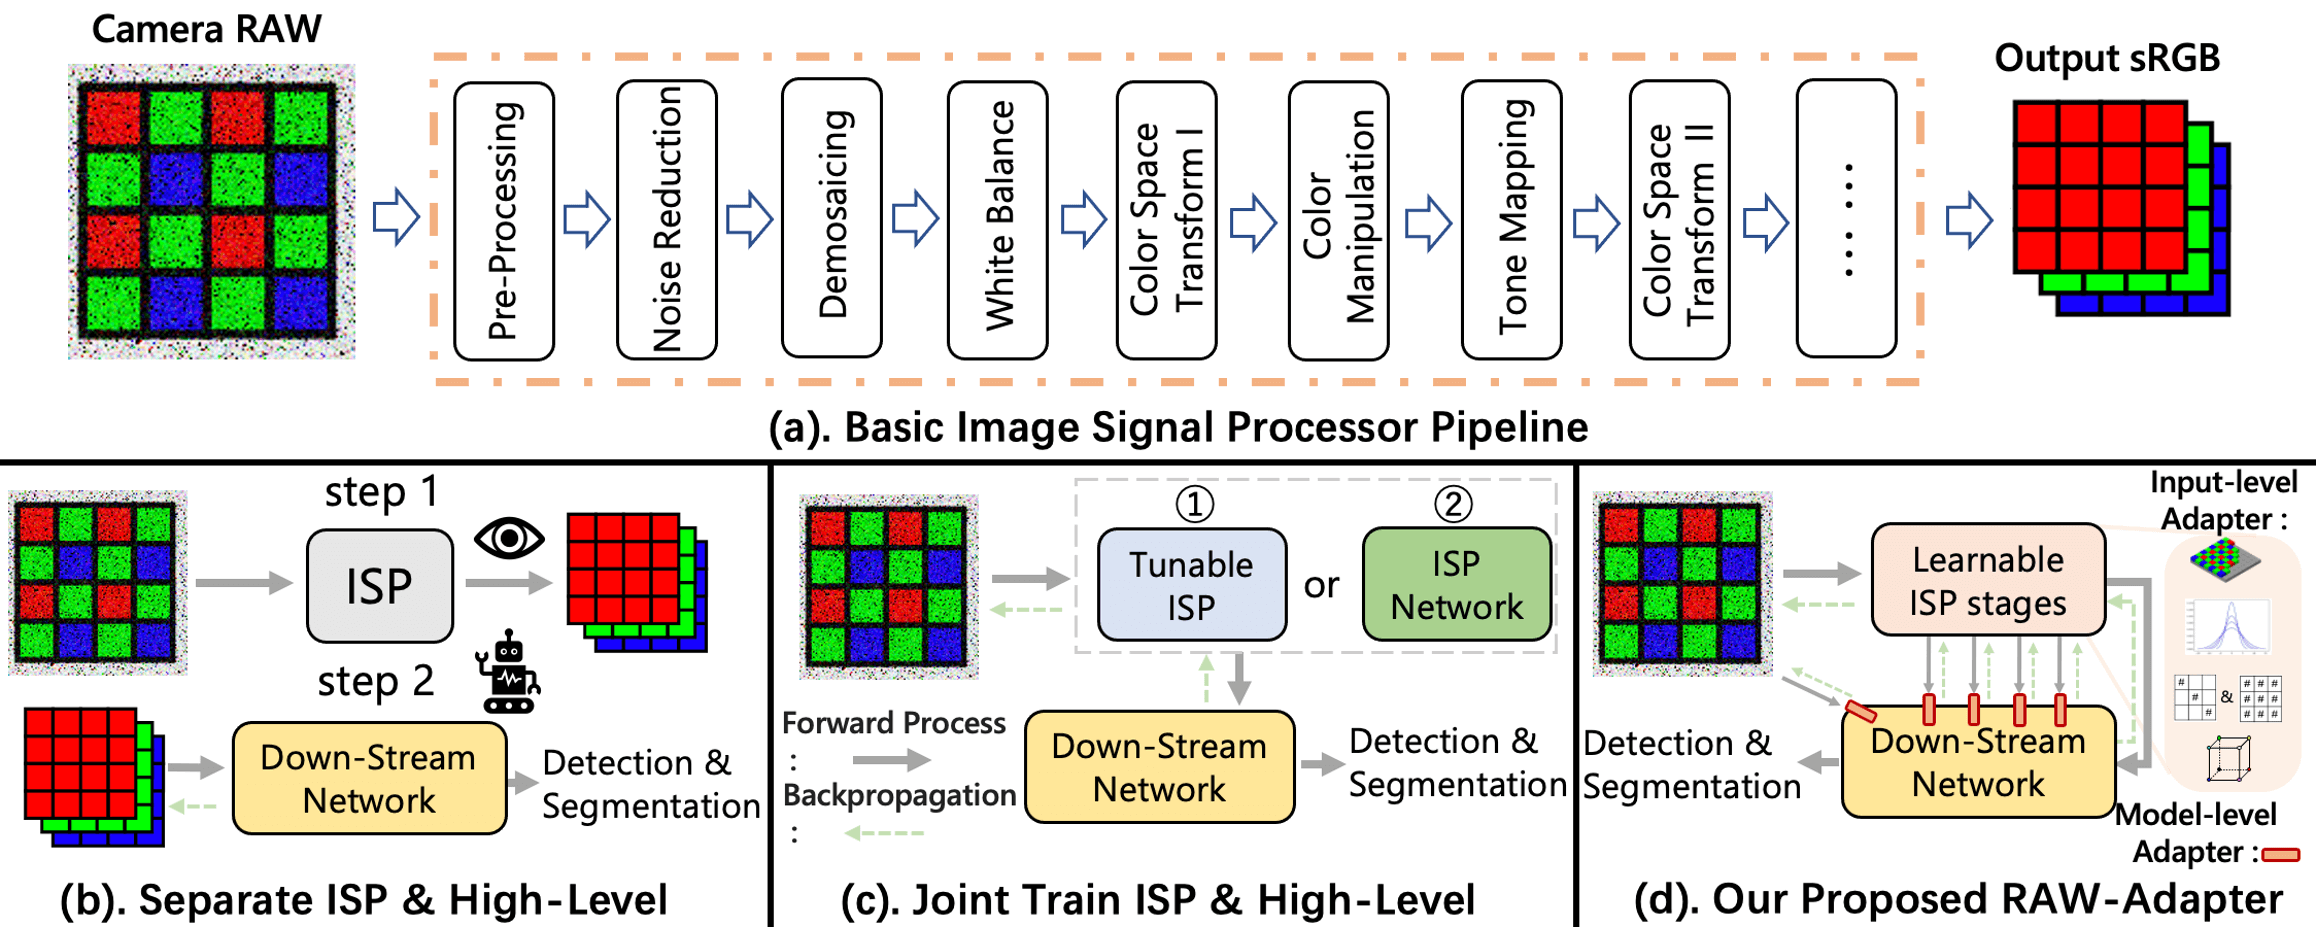 Camera RAW
Output sRGB
Pre-Processing
Noise Reduction
Demosaicing
White Balance
Color Space
Transform I
Color
Manipulation
Tone Mapping
Color Space
Transform II
......
(a). Basic Image Signal Processor Pipeline
step 1
ISP
step 2
Down-Stream
Network
Detection &
Segmentation
(b). Separate ISP & High-Level
①
②
Tunable
ISP
or
ISP
Network
Forward Process
:
Backpropagation
:
Down-Stream
Network
Detection &
Segmentation
(c). Joint Train ISP & High-Level
Input-level
Adapter :
Learnable
ISP stages
# # #
&
# # #
# # #
# # #
Detection &
Segmentation
Down-Stream
Network
Model-level
Adapter :
(d). Our Proposed RAW-Adapter